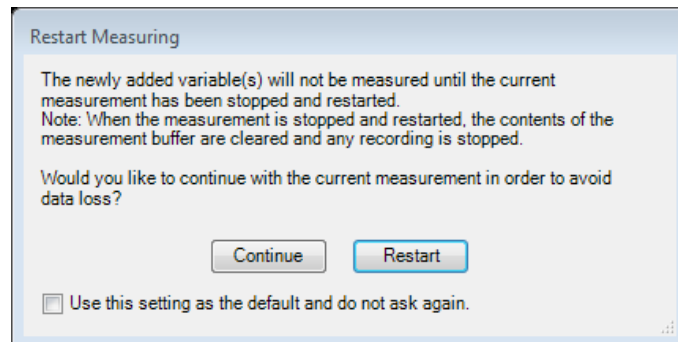 Restart Measuring
The newly added variable(s) will not be measured until the current
measurement has been stopped and restarted.
Note: When the measurement is stopped and restarted, the contents of the
measurement buffer are cleared and any recording is stopped.
Would you like to continue with the current measurement in order to avoid
data loss?
Continue Restart
Use this setting as the default and do not ask again.